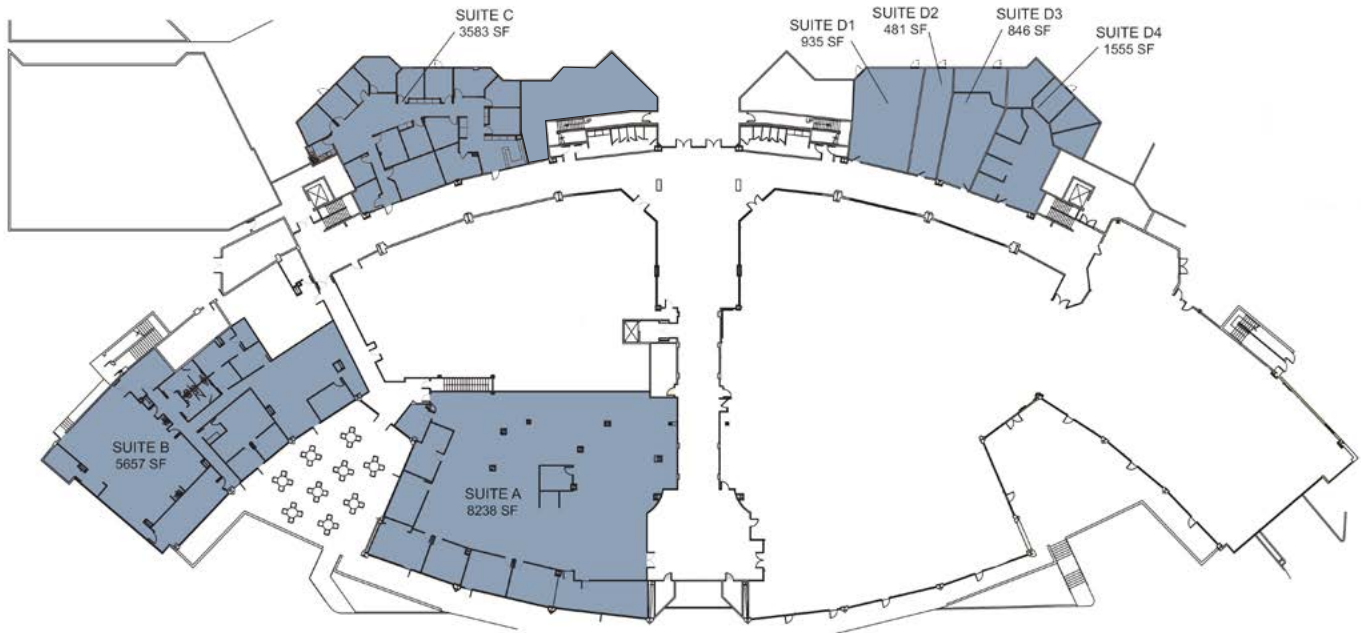 SUITE C
3583 SF
SUITE D1
935 SF
SUITE D2
481 SF
SUITE D3
846 SF
SUITE D4
1555 SF
SUITE B
5657 SF
SUITE A
8238 SF